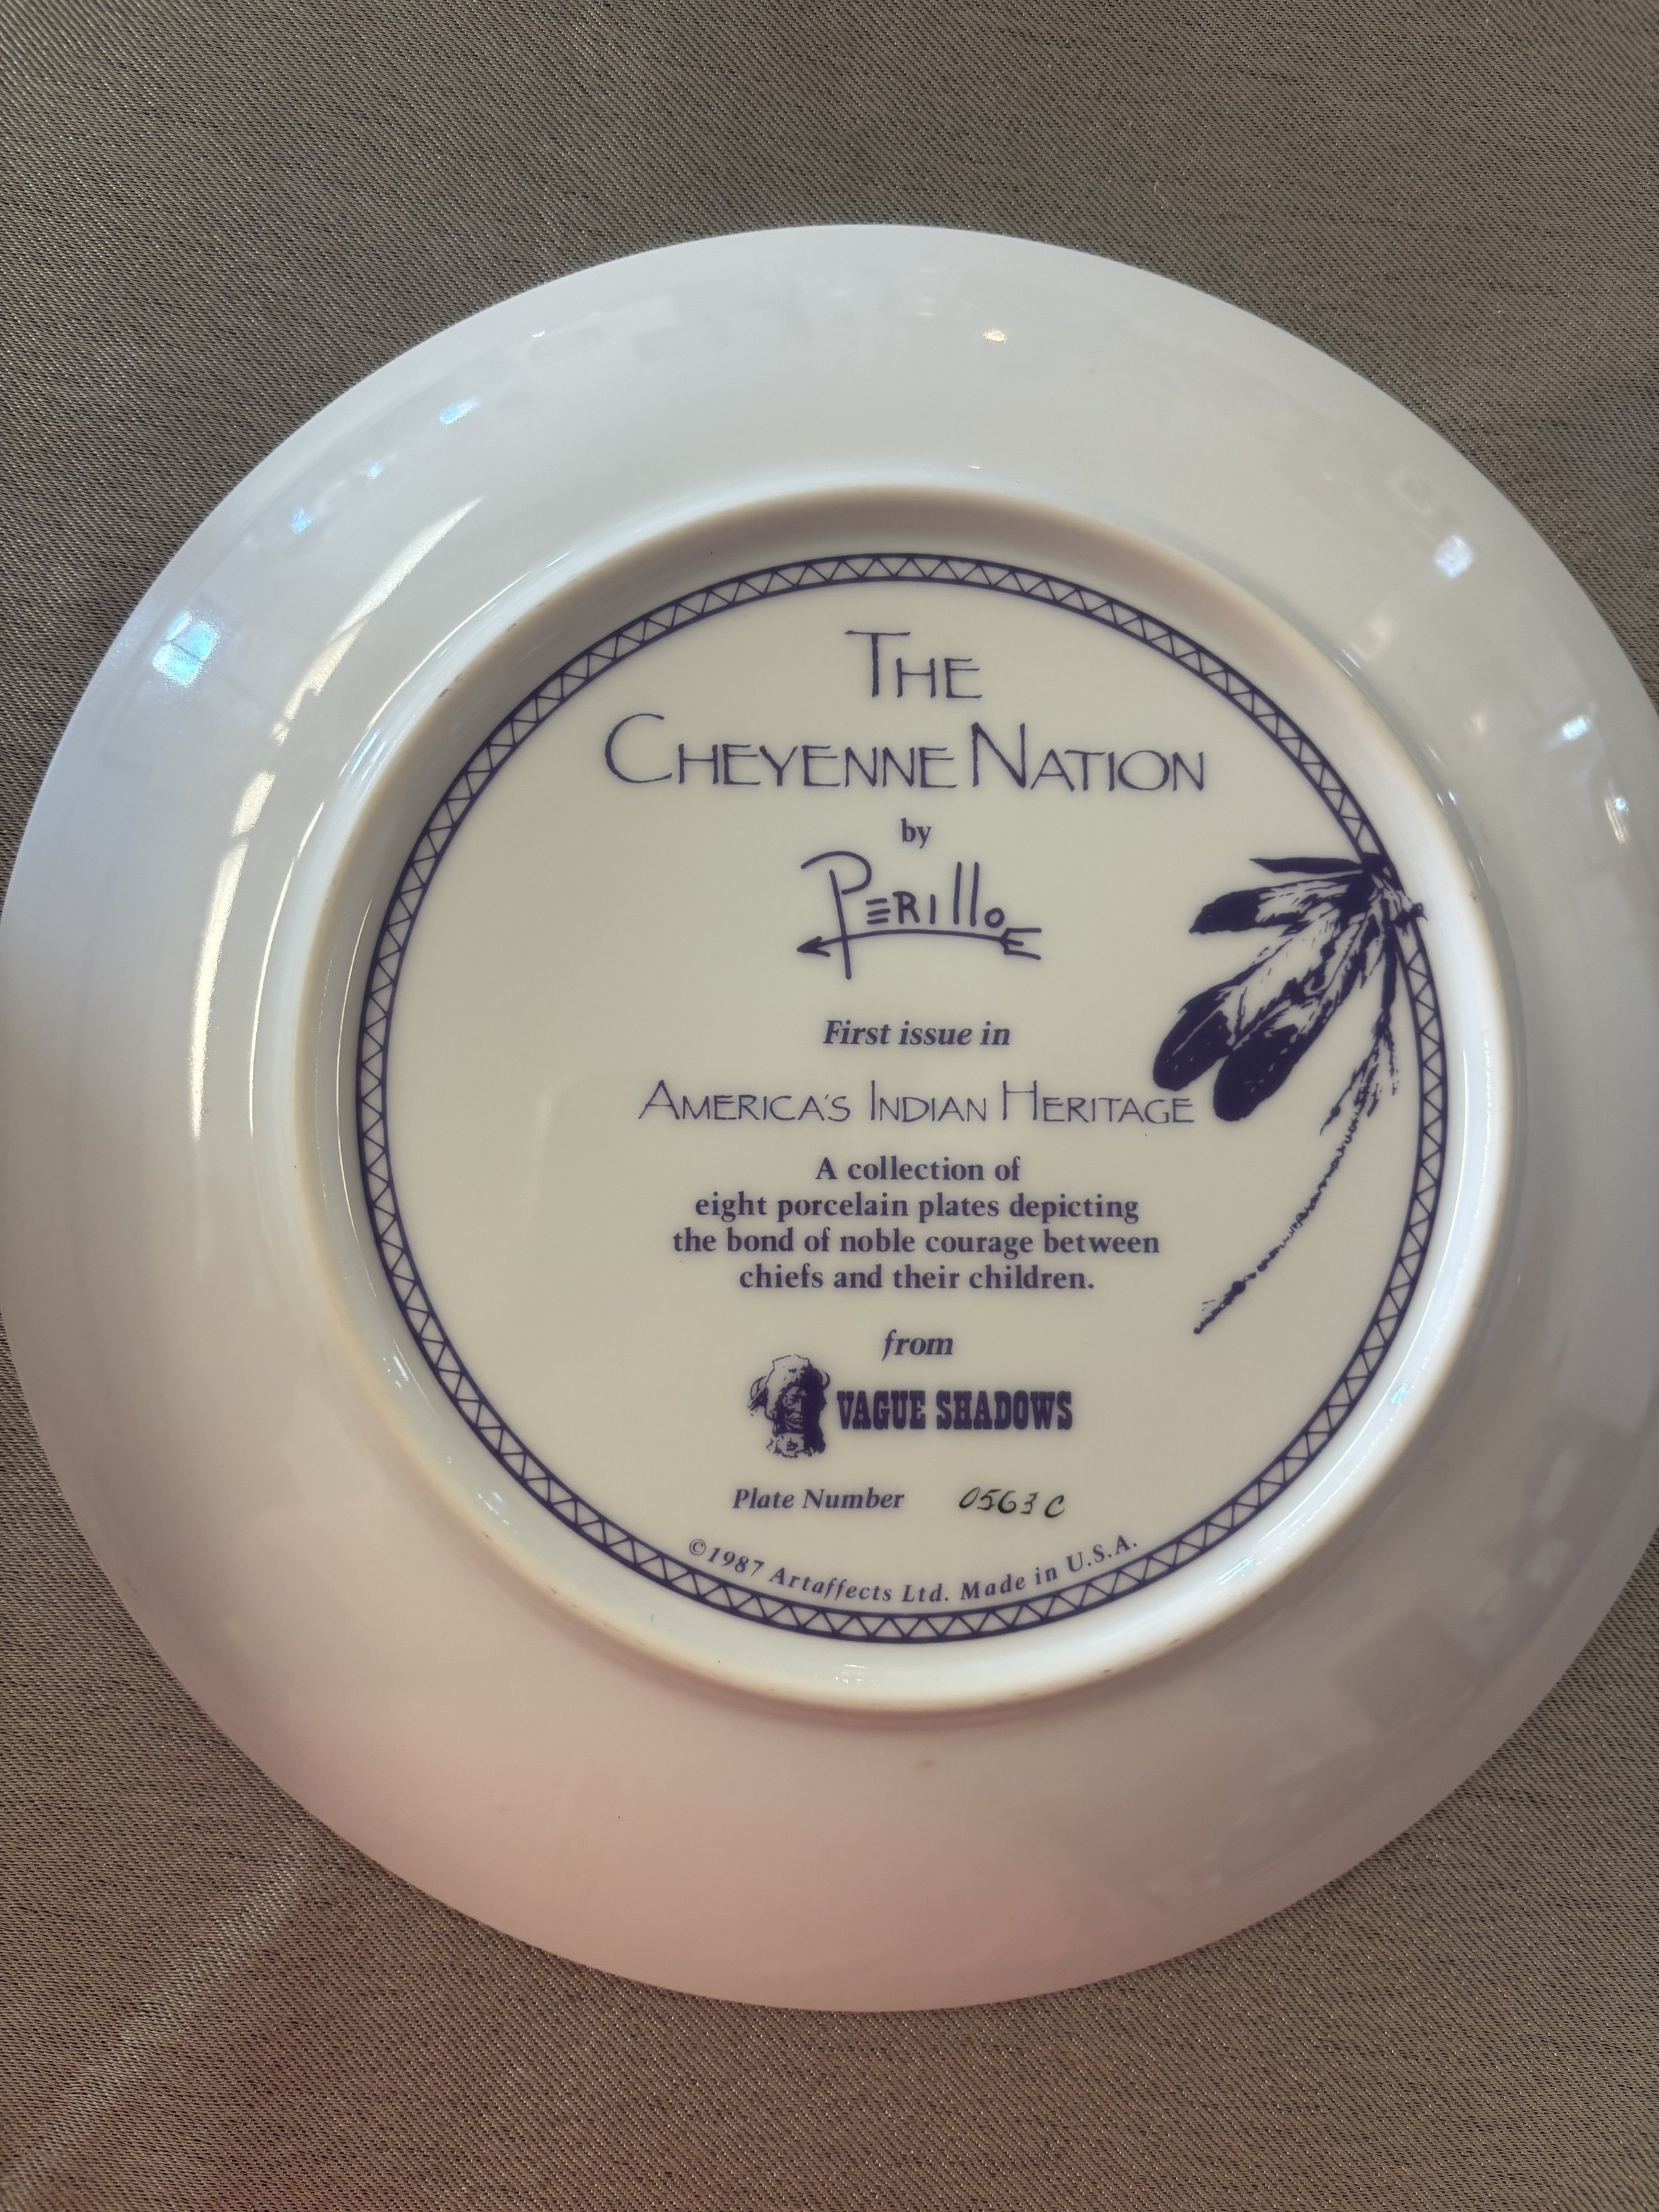 THE
CHEYENNE NATION
by
PERIllo
First issue in
AMERICA'S INDIAN HERITAGE
A collection of
eight porcelain plates depicting
the bond of noble courage between
chiefs and their children.
from
VAGUE SHADOWS
Plate Number 0563 C
©1987 Artaffects Ltd. Made in U.S.A.